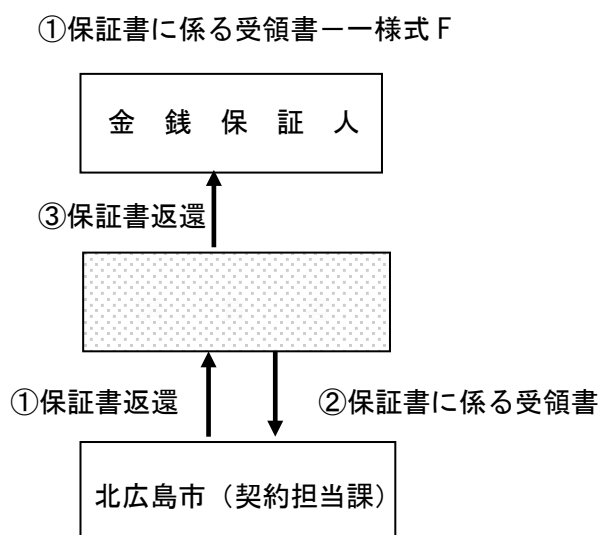 ①保証書に係る受領書－－様式Ｆ
金　銭　保　証　人
③保証書返還
①保証書返還
②保証書に係る受領書
北広島市（契約担当課）